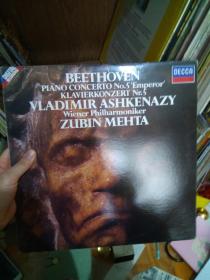 DECCA
BEETHOVEN
PIANO CONCERTO No.5 'Emperor'
KLAVIERKONZERT Nr.5
VLADIMIR ASHKENAZY
Wiener Philharmoniker
ZUBIN MEHTA